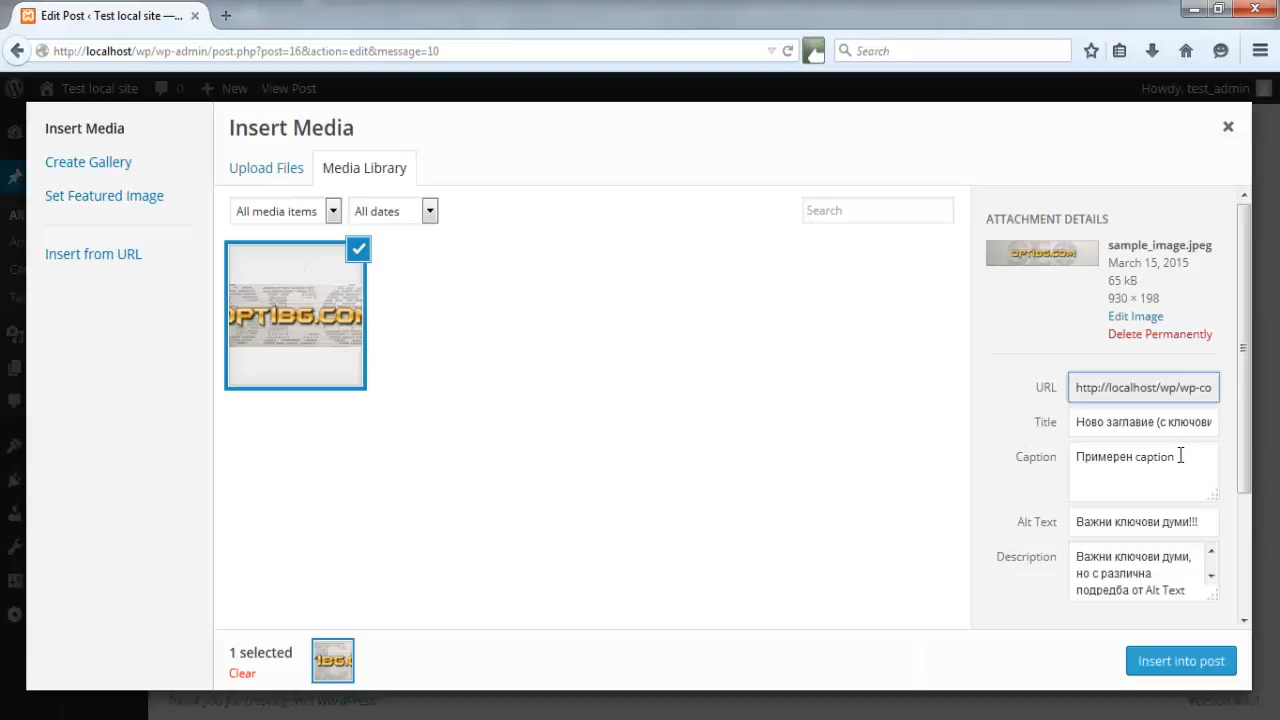 Edit Post ‹ Test local site —...
http://localhost/wp/wp-admin/post.php?post=16&action=edit&message=10
Search
Test local site
0
New
View Post
Howdy, test_admin
Insert Media
Create Gallery
Set Featured Image
Insert from URL
Insert Media
Upload Files
Media Library
All media items
All dates
Search
OPTIBG.COM
ATTACHMENT DETAILS
OPTIBG.COM
sample_image.jpeg
March 15, 2015
65 kB
930 × 198
Edit Image
Delete Permanently
URL
http://localhost/wp/wp-co
Title
Ново заглавие (с ключови
Caption
Примерен caption
Alt Text
Важни ключови думи!!!
Description
Важни ключови думи,
но с различна
подредба от Alt Text
1 selected
Clear
Insert into post